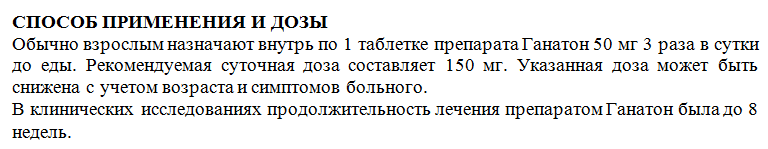 СПОСОБ ПРИМЕНЕНИЯ И ДОЗЫ
Обычно взрослым назначают внутрь по 1 таблетке препарата Ганатон 50 мг 3 раза в сутки
до еды. Рекомендуемая суточная доза составляет 150 мг. Указанная доза может быть
снижена с учетом возраста и симптомов больного.
В клинических исследованиях продолжительность лечения препаратом Ганатон была до 8
недель.